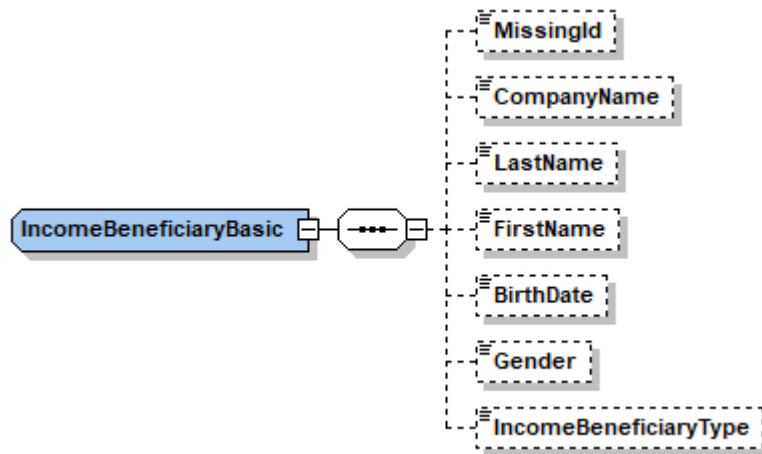 MissingId
CompanyName
LastName
IncomeBeneficiaryBasic
FirstName
BirthDate
Gender
IncomeBeneficiaryType